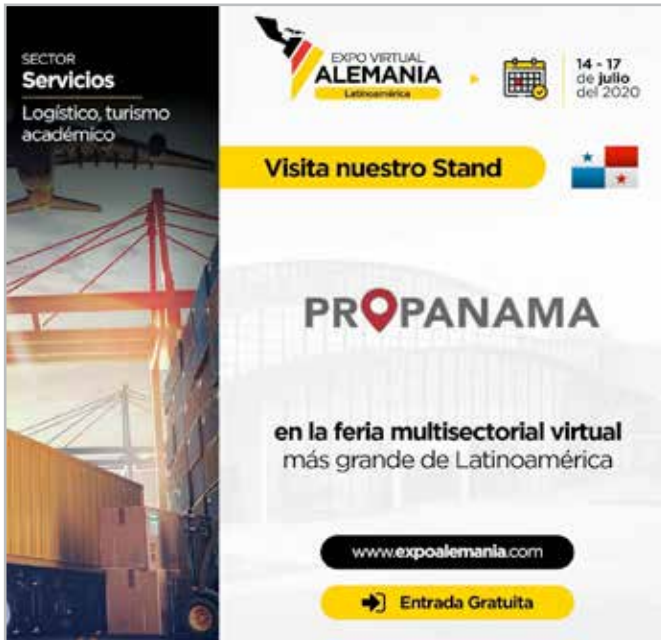 SECTOR
Servicios
Logístico, turismo
académico
EXPO VIRTUAL
ALEMANIA
Latinoamérica
14 - 17
de julio
del 2020
Visita nuestro Stand
PROPANAMA
en la feria multisectorial virtual
más grande de Latinoamérica
www.expoalemania.com
Entrada Gratuita